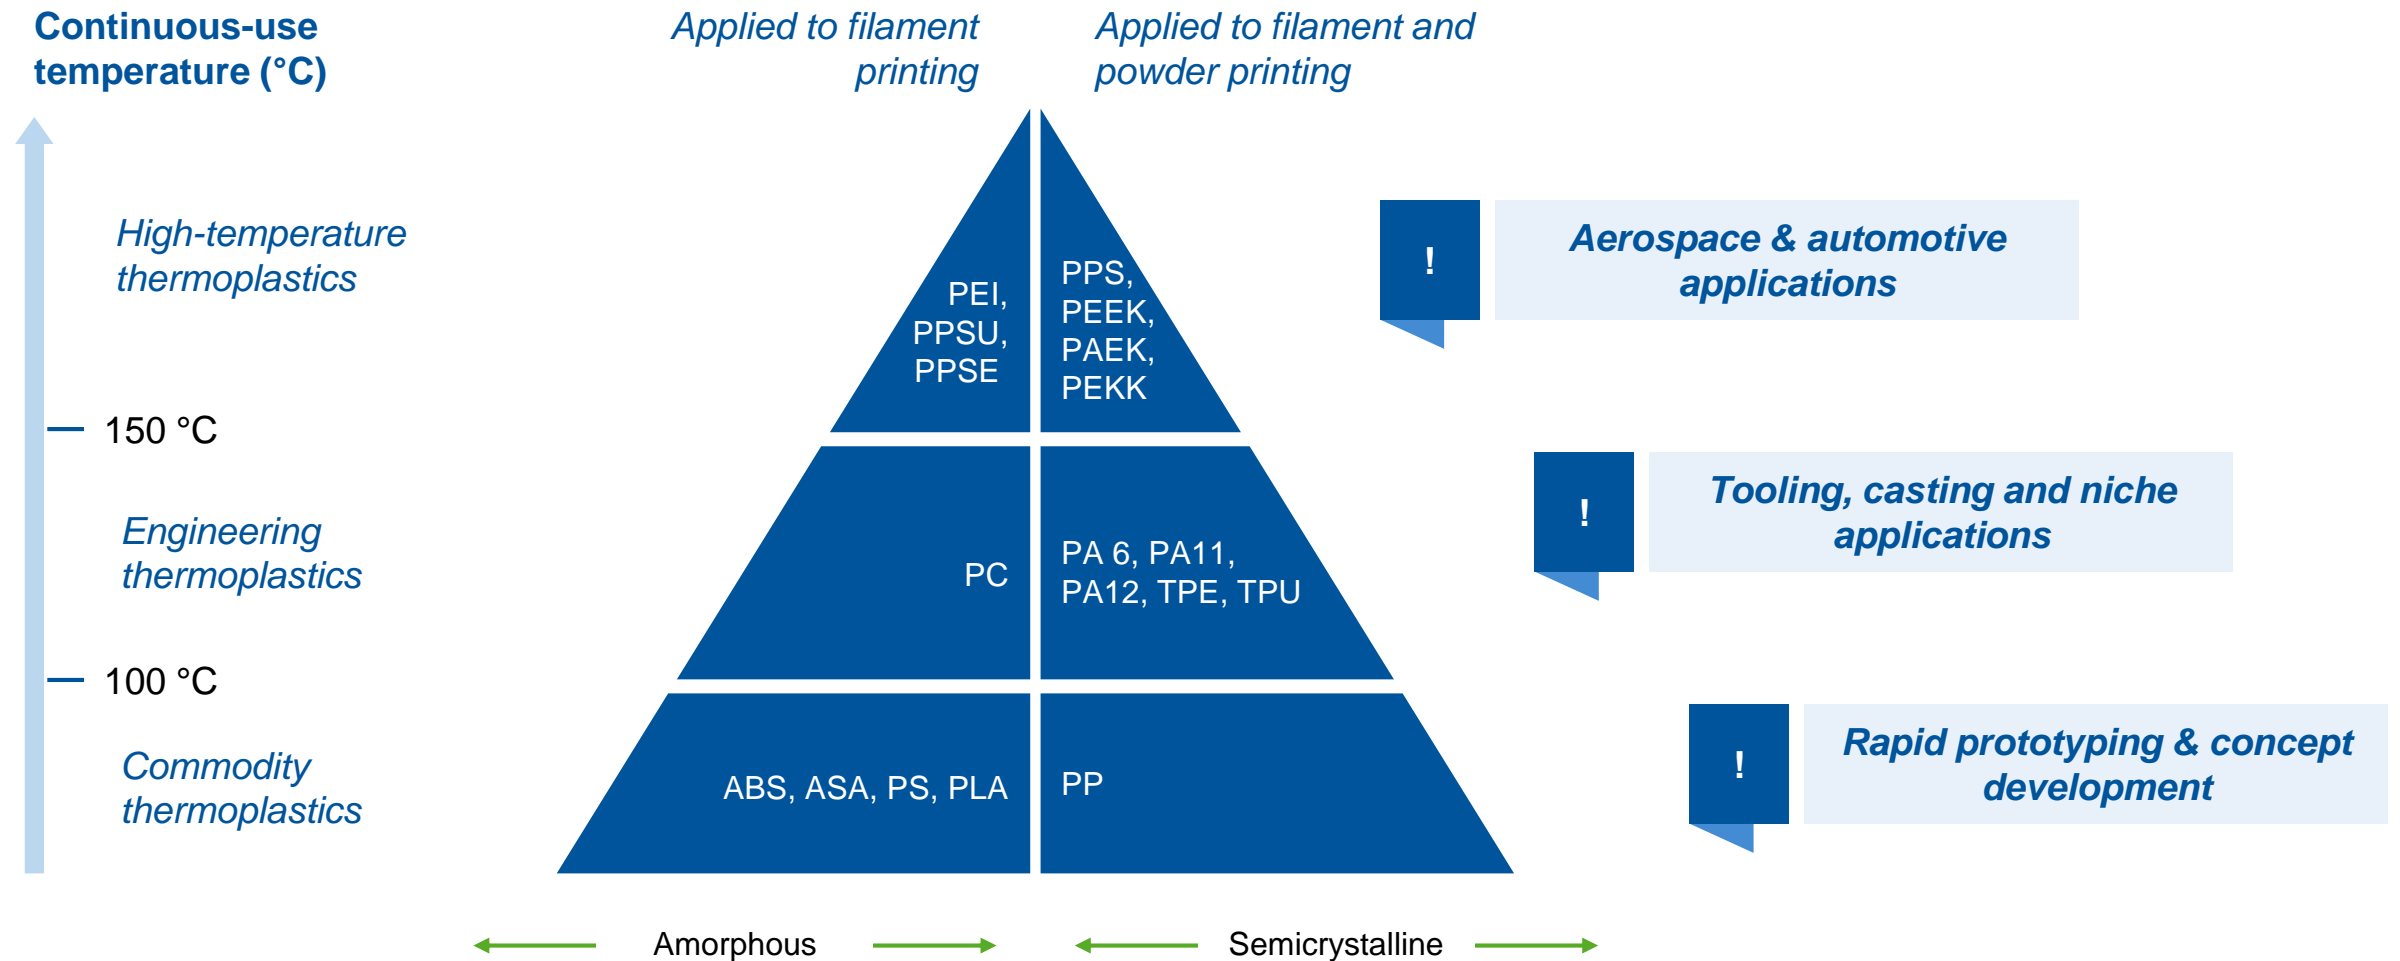 Continuous-use
temperature (°C)
Applied to filament
printing
Applied to filament and
powder printing
High-temperature
thermoplastics
PEI,
PPSU,
PPSE
PPS,
PEEK,
PAEK,
PEKK
!
Aerospace & automotive
applications
150 °C
Engineering
thermoplastics
PC
PA 6, PA11,
PA12, TPE, TPU
!
Tooling, casting and niche
applications
100 °C
Commodity
thermoplastics
ABS, ASA, PS, PLA
PP
!
Rapid prototyping & concept
development
Amorphous
Semicrystalline